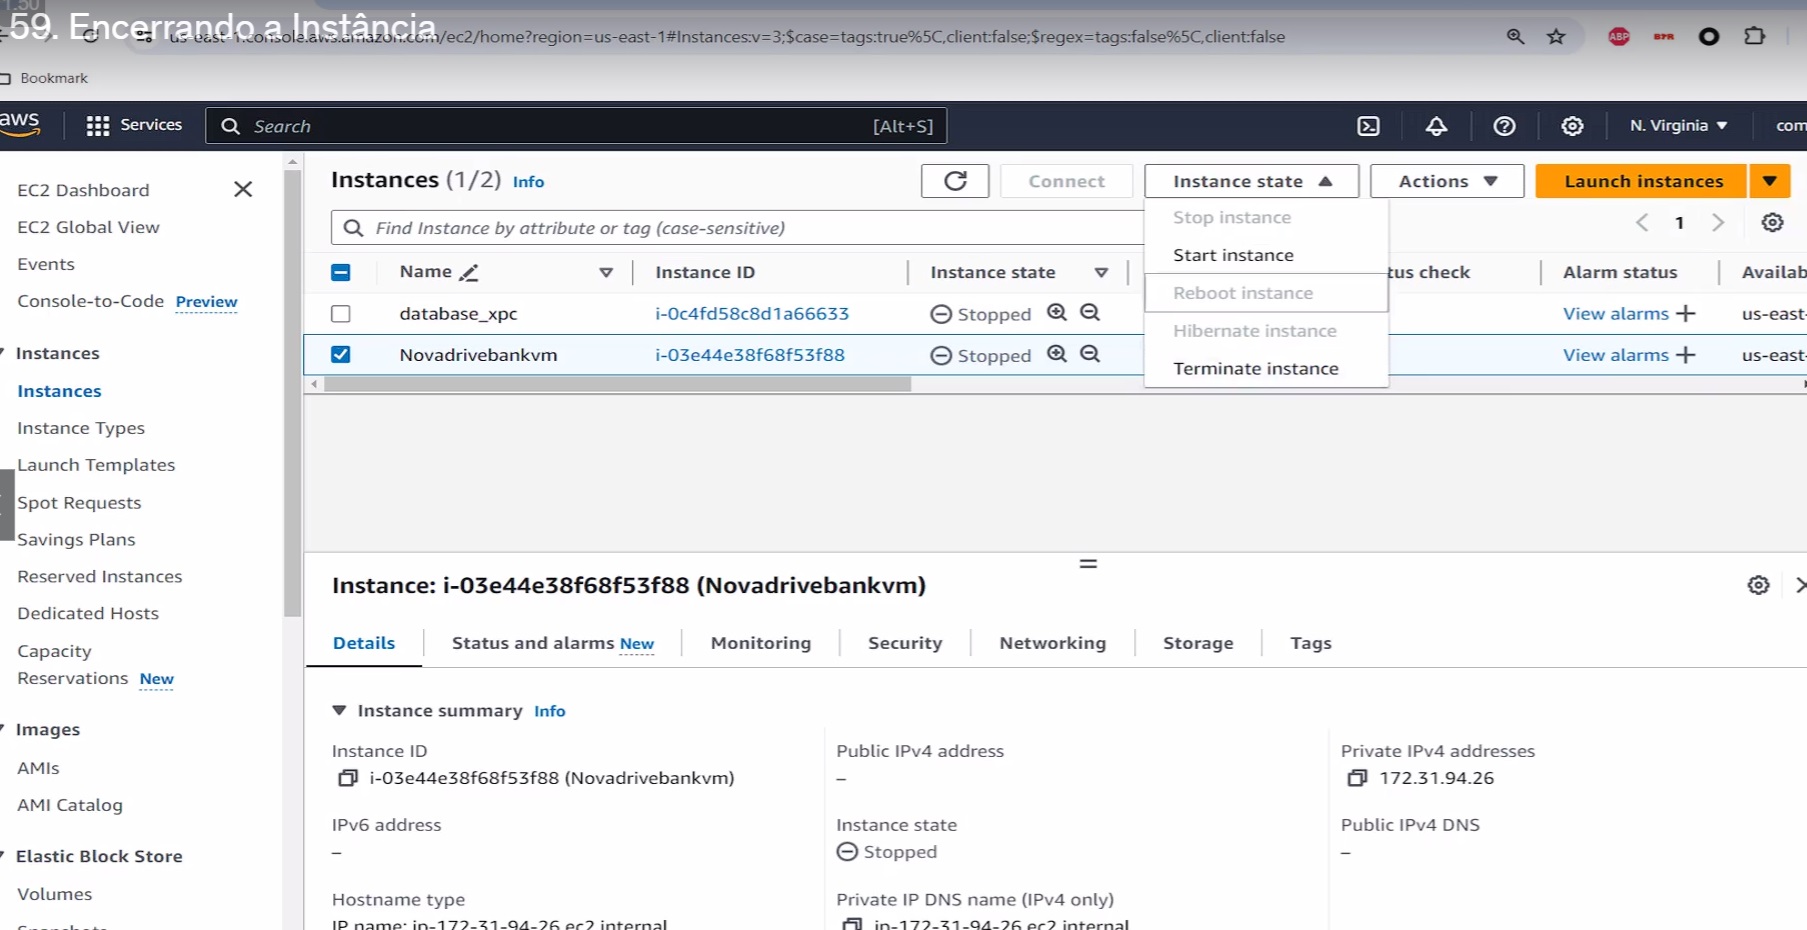 59. Encerrando a Instância
us-east-1.console.aws.amazon.com/ec2/home?region=us-east-1#Instances:v=3;$case=tags:true%5C,client:false;$regex=tags:false%5C,client:false
ABP
Bookmark
aws
Services
Search
[Alt+S]
N. Virginia
com
EC2 Dashboard
EC2 Global View
Events
Console-to-Code Preview
Instances
Instances
Instance Types
Launch Templates
Spot Requests
Savings Plans
Reserved Instances
Dedicated Hosts
Capacity
Reservations New
Images
AMIs
AMI Catalog
Elastic Block Store
Volumes
Instances (1/2) Info
Connect
Instance state
Actions
Launch instances
Find Instance by attribute or tag (case-sensitive)
1
Stop instance
Start instance
Reboot instance
Hibernate instance
Terminate instance
Name Instance ID Instance state tus check Alarm status Availab
database_xpc i-0c4fd58c8d1a66633 Stopped View alarms us-east-
Novadrivebankvm i-03e44e38f68f53f88 Stopped View alarms us-east-
Instance: i-03e44e38f68f53f88 (Novadrivebankvm)
Details Status and alarms New Monitoring Security Networking Storage Tags
Instance summary Info
Instance ID
i-03e44e38f68f53f88 (Novadrivebankvm)
Public IPv4 address
–
Private IPv4 addresses
172.31.94.26
IPv6 address
–
Instance state
Stopped
Public IPv4 DNS
–
Hostname type
IP name: ip-172-31-94-26.ec2.internal
Private IP DNS name (IPv4 only)
ip-172-31-94-26.ec2.internal